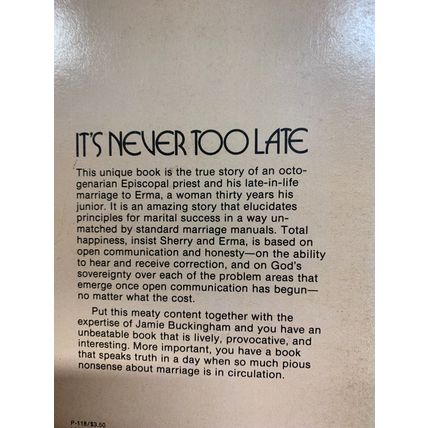 IT'S NEVER TOO LATE
This unique book is the true story of an octo-
genarian Episcopal priest and his late-in-life
marriage to Erma, a woman thirty years his
junior. It is an amazing story that elucidates
principles for marital success in a way un-
matched by standard marriage manuals. Total
happiness, insist Sherry and Erma, is based on
open communication and honesty—on the ability
to hear and receive correction, and on God's
sovereignty over each of the problem areas that
emerge once open communication has begun—
no matter what the cost.
Put this meaty content together with the
expertise of Jamie Buckingham and you have an
unbeatable book that is lively, provocative, and
interesting. More important, you have a book
that speaks truth in a day when so much pious
nonsense about marriage is in circulation.
P-118/$3.50